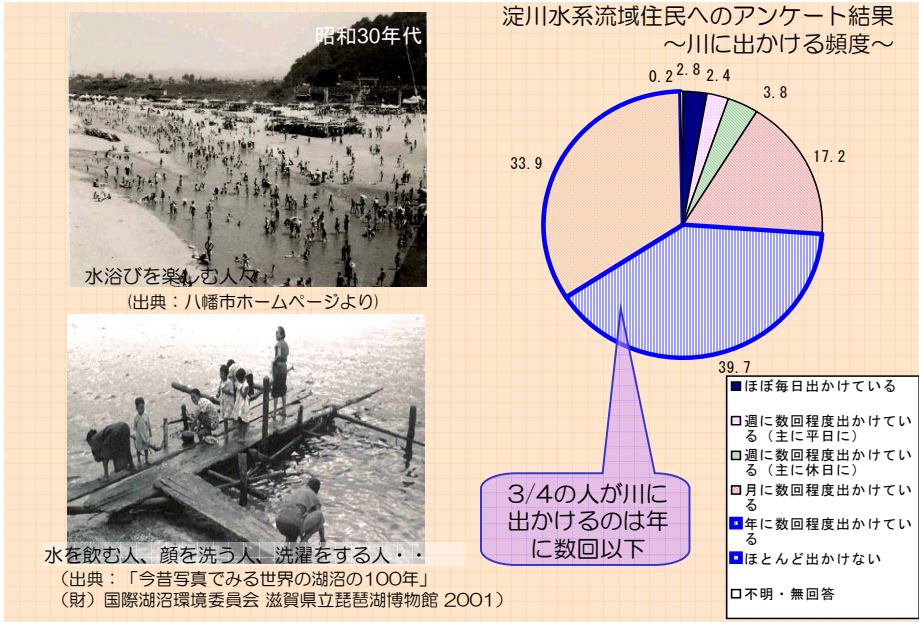 昭和30年代
水浴びを楽しむ人々
(出典：八幡市ホームページより)
水を飲む人、顔を洗う人、洗濯をする人・・
（出典：「今昔写真でみる世界の湖沼の100年」
（財）国際湖沼環境委員会 滋賀県立琵琶湖博物館 2001）
淀川水系流域住民へのアンケート結果
～川に出かける頻度～
0.2
2.8
2.4
3.8
17.2
33.9
39.7
3/4の人が川に
出かけるのは年
に数回以下
ほぼ毎日出かけている
週に数回程度出かけてい
る（主に平日に）
週に数回程度出かけてい
る（主に休日に）
月に数回程度出かけてい
る
年に数回程度出かけてい
る
ほとんど出かけない
不明・無回答